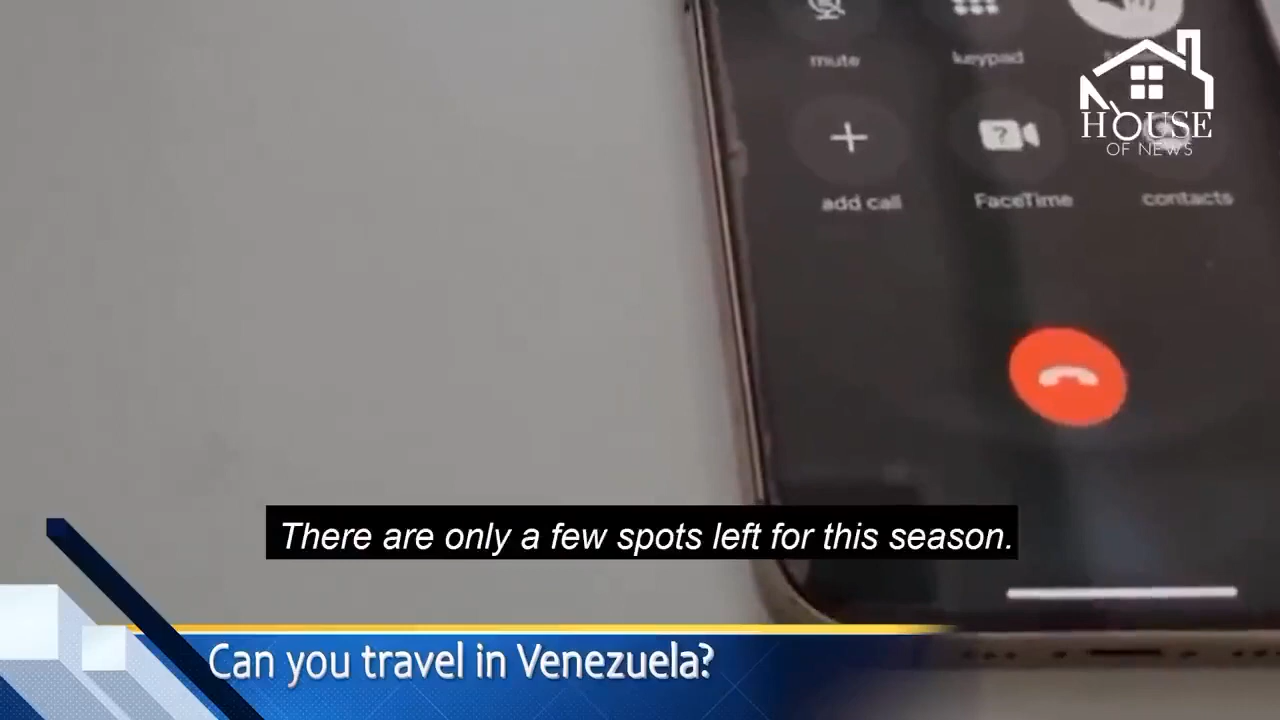 mute
keypad
HOUSE
OF NEWS
add call
FaceTime
contacts
There are only a few spots left for this season.
Can you travel in Venezuela?